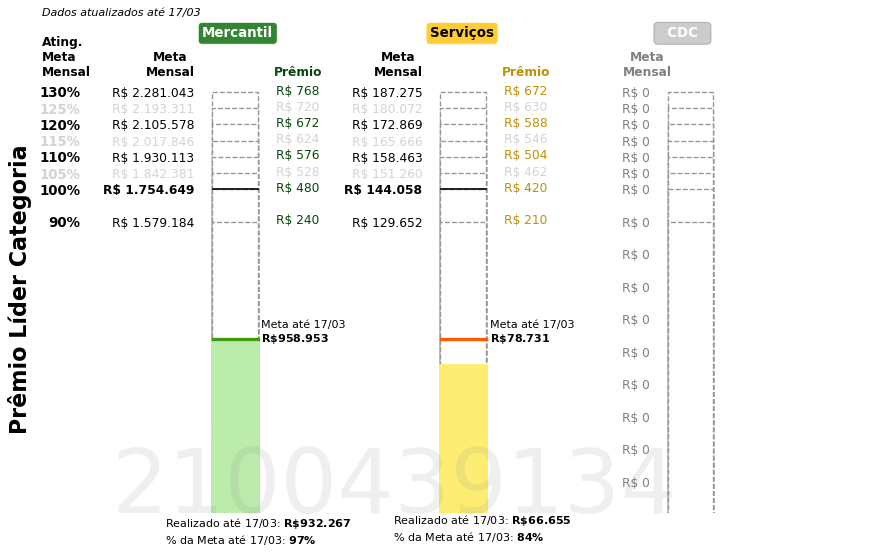 Dados atualizados até 17/03
Mercantil
Serviços
CDC
Ating.
Meta
Mensal
Meta
Mensal
Prêmio
Meta
Mensal
Prêmio
Meta
Mensal
130% R$ 2.281.043 R$ 768 R$ 187.275 R$ 672 R$ 0
125% R$ 2.193.311 R$ 720 R$ 180.072 R$ 630 R$ 0
120% R$ 2.105.578 R$ 672 R$ 172.869 R$ 588 R$ 0
115% R$ 2.017.846 R$ 624 R$ 165.666 R$ 546 R$ 0
110% R$ 1.930.113 R$ 576 R$ 158.463 R$ 504 R$ 0
105% R$ 1.842.381 R$ 528 R$ 151.260 R$ 462 R$ 0
100% R$ 1.754.649 R$ 480 R$ 144.058 R$ 420 R$ 0
90% R$ 1.579.184 R$ 240 R$ 129.652 R$ 210 R$ 0
R$ 0
R$ 0
R$ 0
R$ 0
R$ 0
R$ 0
R$ 0
R$ 0
Meta até 17/03
R$958.953
Meta até 17/03
R$78.731
Prêmio Líder Categoria
2100439134
Realizado até 17/03: R$932.267
% da Meta até 17/03: 97%
Realizado até 17/03: R$66.655
% da Meta até 17/03: 84%